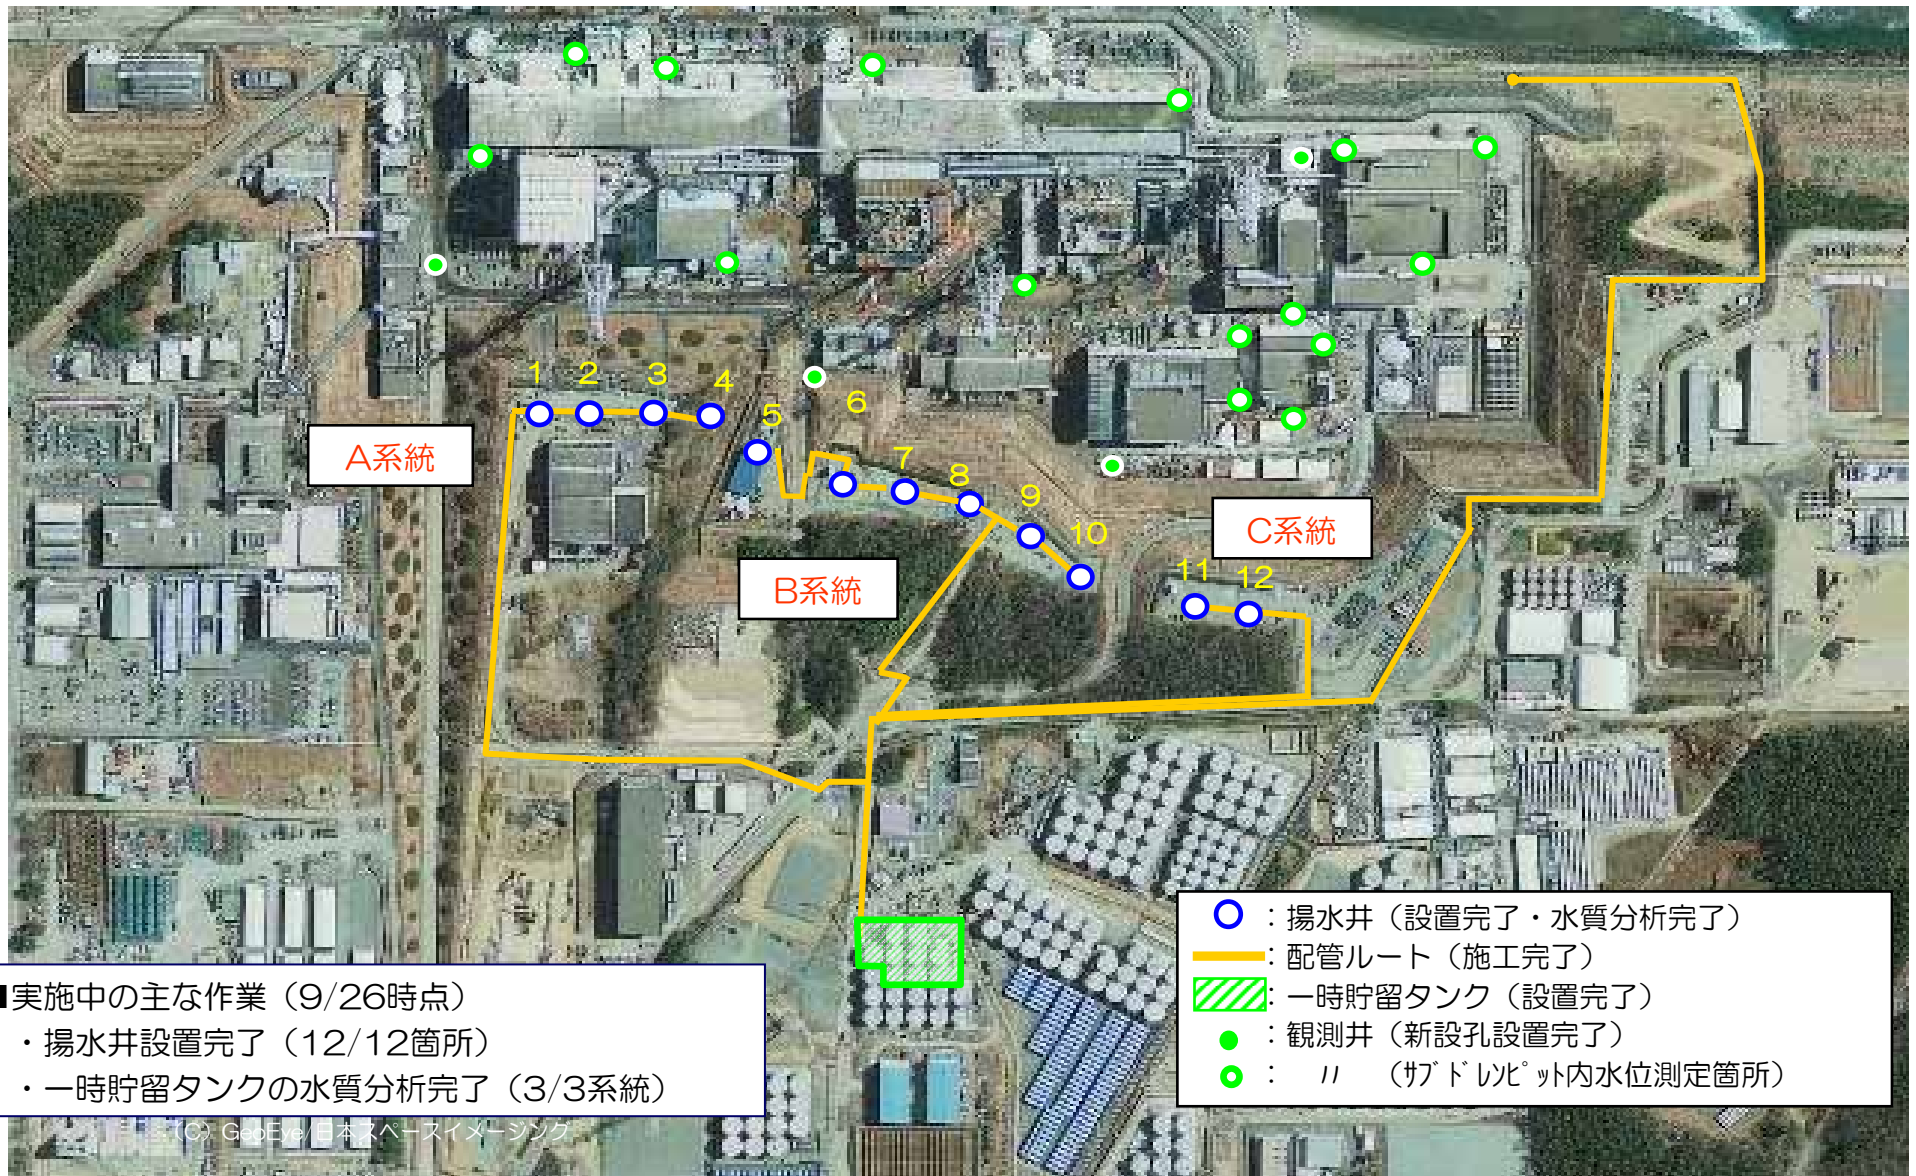 1
2
3
4
5
6
7
8
9
10
11
12
A系統
B系統
C系統
：揚水井（設置完了・水質分析完了）
：配管ルート（施工完了）
：一時貯留タンク（設置完了）
：観測井（新設孔設置完了）
：　〃　（ｻﾌﾞﾄﾞﾚﾝﾋﾟｯﾄ内水位測定箇所）
■実施中の主な作業（9/26時点）
・揚水井設置完了（12/12箇所）
・一時貯留タンクの水質分析完了（3/3系統）
(C) GeoEye/日本スペースイメージング